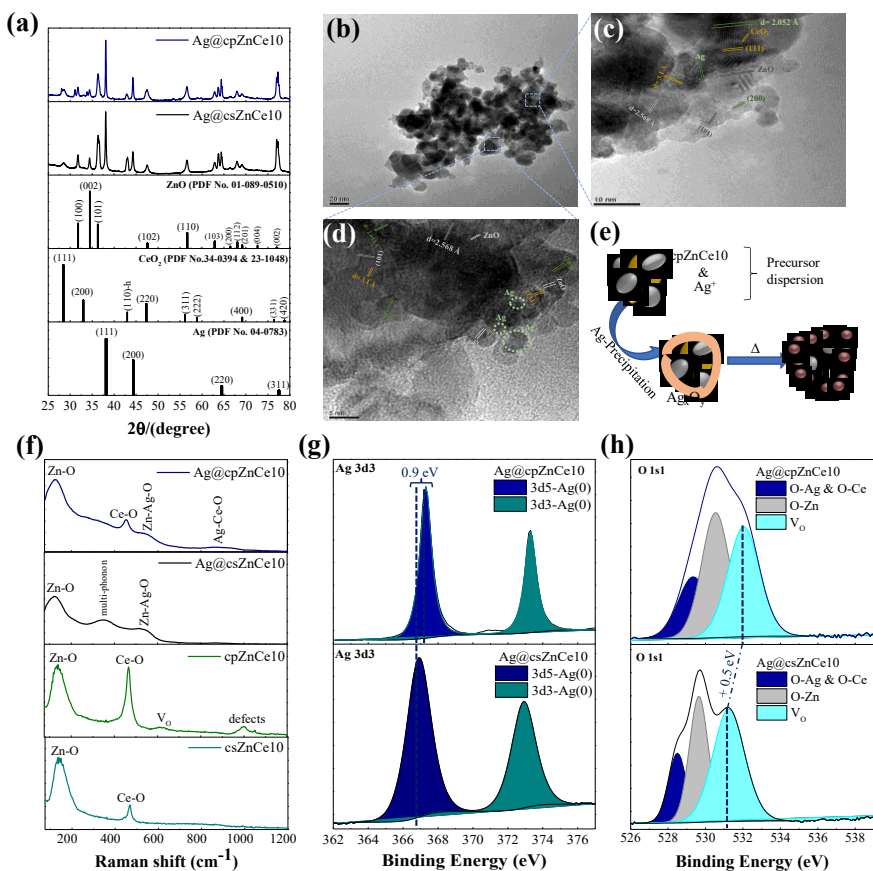 (a)
Ag@cpZnCe10
Ag@csZnCe10
ZnO (PDF No. 01-089-0510)
(002)
(100)
(101)
(102)
(110)
(103)
(200)
(112)
(201)
(004)
(002)
CeO2 (PDF No.34-0394 & 23-1048)
(111)
(200)
(110)-h
(220)
(311)
(222)
(400)
(331)
(420)
Ag (PDF No. 04-0783)
(111)
(200)
(220)
(311)
25 30 35 40 45 50 55 60 65 70 75 80
2θ/(degree)
(b)
20 nm
(c)
d= 2.052 Å
CeO2
(111)
Ag
ZnO
d=2.568 Å
(200)
(101)
10 nm
(d)
ZnO
d=2.568 Å
(101)
5 nm
(e)
cpZnCe10
&
Ag+
Precursor
dispersion
Ag-Precipitation
Δ
AgxOy
(f)
Zn-O
Ag@cpZnCe10
Ce-O
Zn-Ag-O
Ag-Ce-O
Ag@csZnCe10
Zn-O
multi-phonon
Zn-Ag-O
cpZnCe10
Zn-O
Ce-O
VO
defects
csZnCe10
Zn-O
Ce-O
200 400 600 800 1000 1200
Raman shift (cm-1)
(g)
Ag 3d3
0.9 eV
Ag@cpZnCe10
3d5-Ag(0)
3d3-Ag(0)
Ag 3d3
Ag@csZnCe10
3d5-Ag(0)
3d3-Ag(0)
362 364 366 368 370 372 374 376
Binding Energy (eV)
(h)
O 1s1
Ag@cpZnCe10
O-Ag & O-Ce
O-Zn
VO
O 1s1
+ 0.5 eV
Ag@csZnCe10
O-Ag & O-Ce
O-Zn
VO
526 528 530 532 534 536 538
Binding Energy (eV)